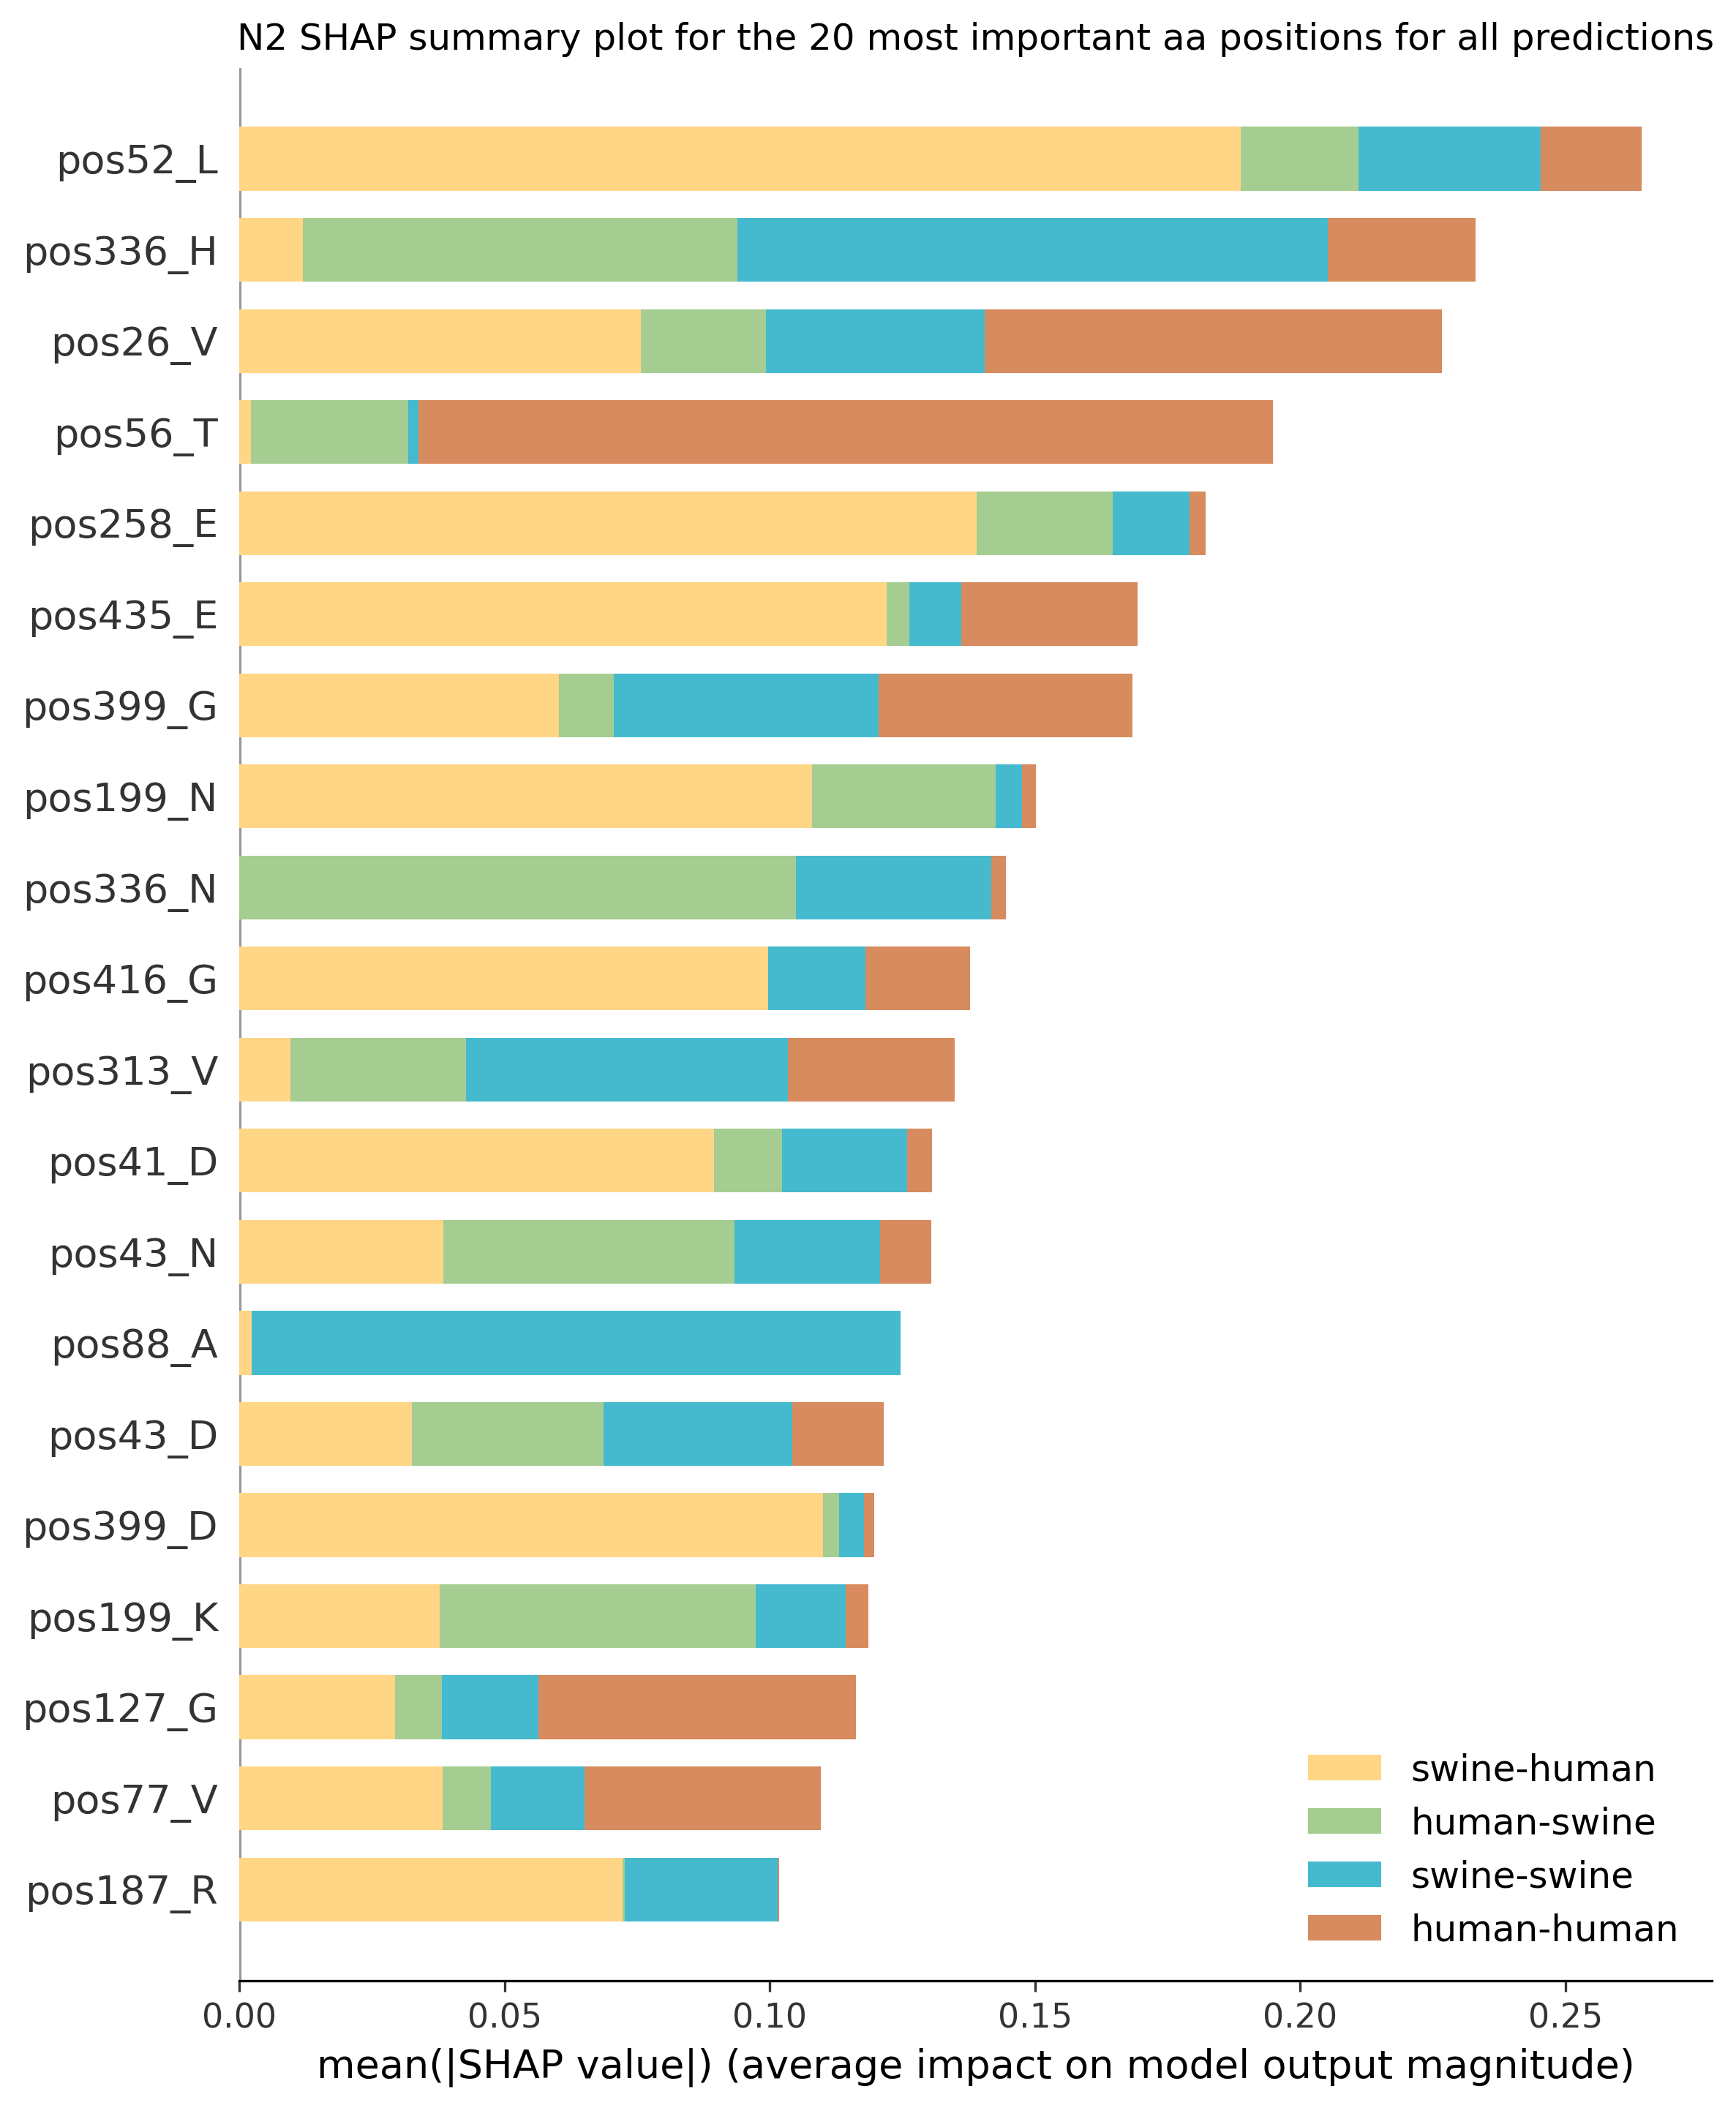 N2 SHAP summary plot for the 20 most important aa positions for all predictions
pos52_L
pos336_H
pos26_V
pos56_T
pos258_E
pos435_E
pos399_G
pos199_N
pos336_N
pos416_G
pos313_V
pos41_D
pos43_N
pos88_A
pos43_D
pos399_D
pos199_K
pos127_G
pos77_V
pos187_R
swine-human
human-swine
swine-swine
human-human
0.00 0.05 0.10 0.15 0.20 0.25
mean(|SHAP value|) (average impact on model output magnitude)